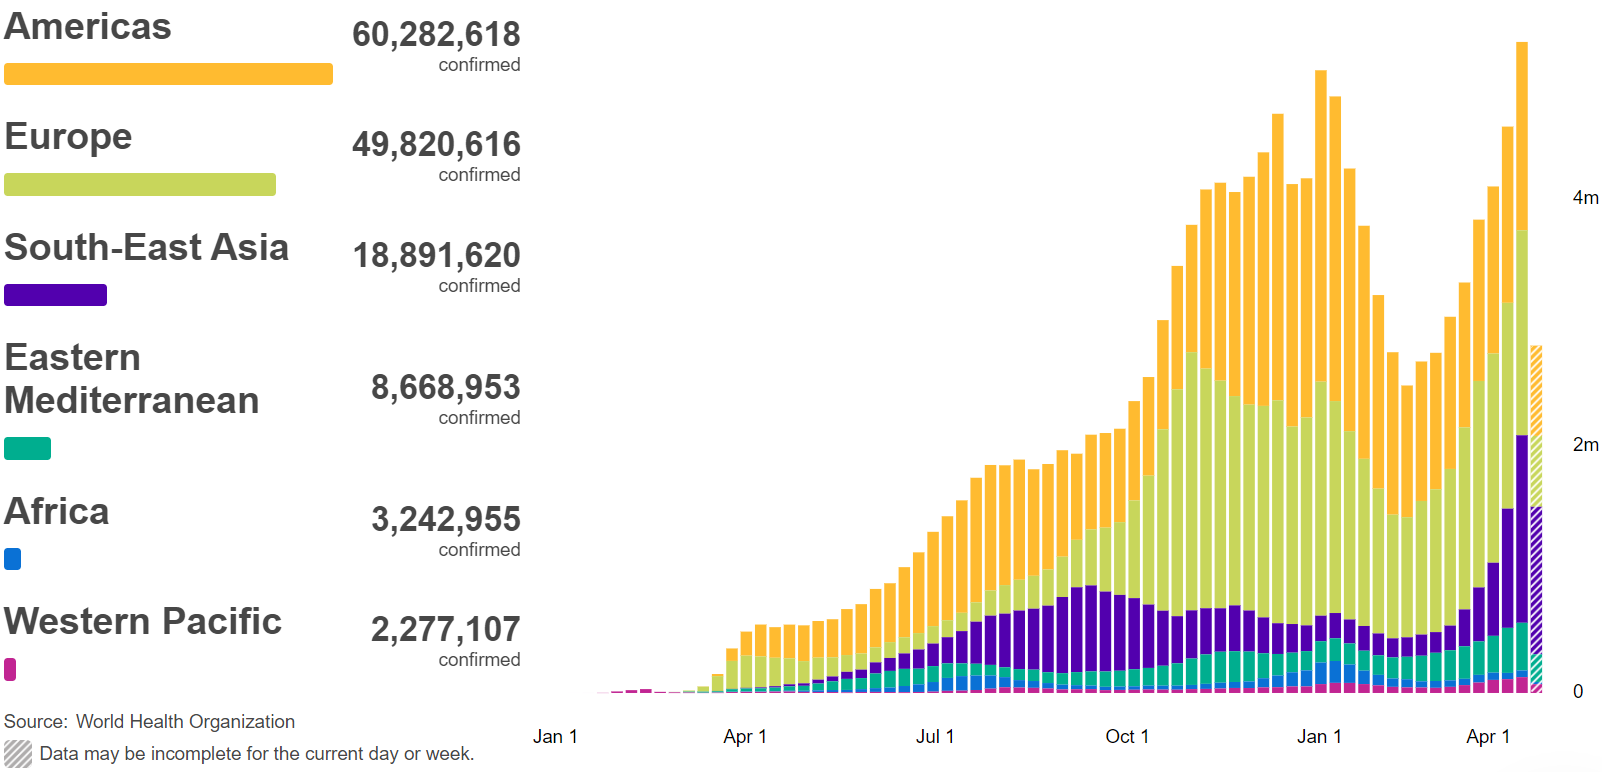 Americas
60,282,618
confirmed
Europe
49,820,616
confirmed
South-East Asia
18,891,620
confirmed
Eastern
Mediterranean
8,668,953
confirmed
Africa
3,242,955
confirmed
Western Pacific
2,277,107
confirmed
Source: World Health Organization
Data may be incomplete for the current day or week.
4m
2m
0
Jan 1
Apr 1
Jul 1
Oct 1
Jan 1
Apr 1